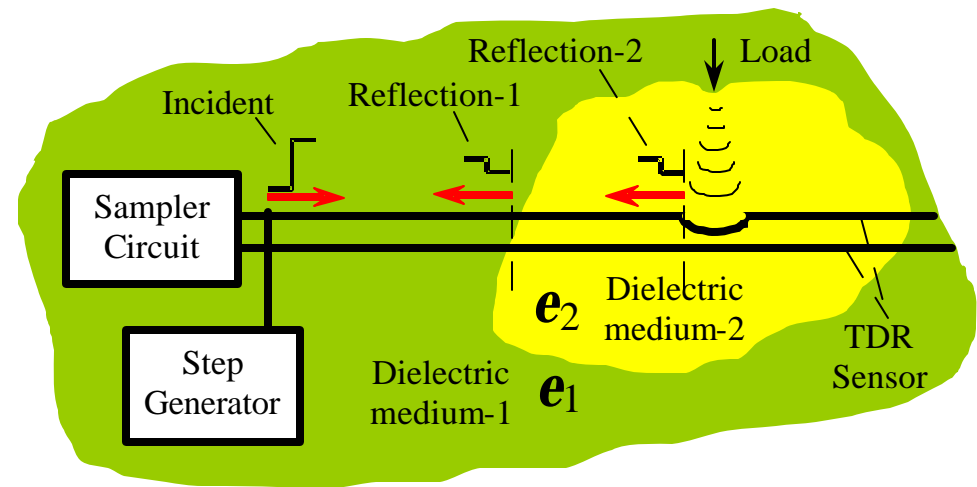 Reflection-2
Load
Incident
Reflection-1
Sampler
Circuit
e2
Dielectric
medium-2
TDR
Sensor
Step
Generator
Dielectric
medium-1
e1